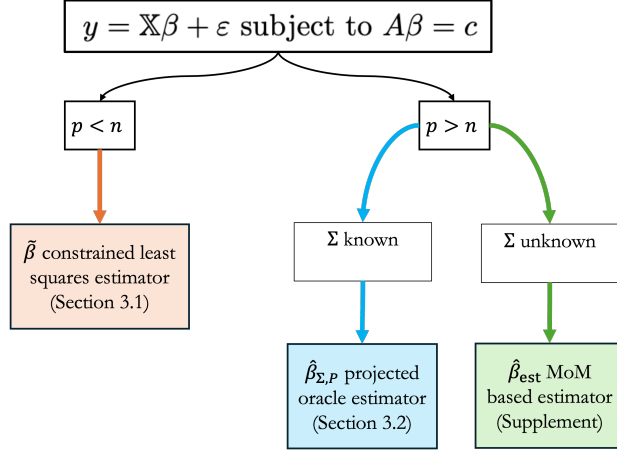 y = 𝕏β + ε subject to Aβ = c
p < n
p > n
Σ known
Σ unknown
β̃ constrained least
squares estimator
(Section 3.1)
β̂_{Σ,P} projected
oracle estimator
(Section 3.2)
β̂_est MoM
based estimator
(Supplement)